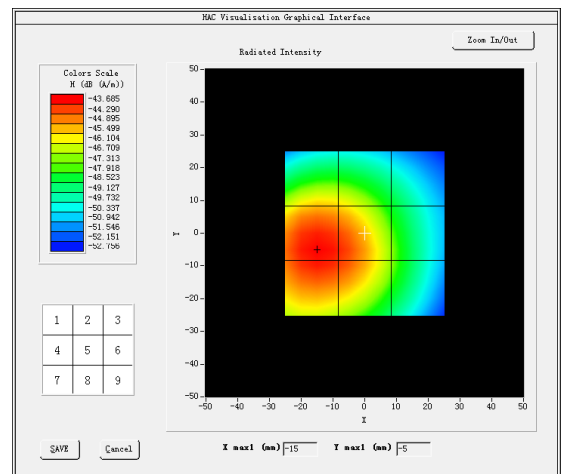 HAC Visualisation Graphical Interface
Zoom In/Out
Radiated Intensity
Colors Scale
H (dB (A/m))
-43.685
-44.290
-44.895
-45.499
-46.104
-46.709
-47.313
-47.918
-48.523
-49.127
-49.732
-50.337
-50.942
-51.546
-52.151
-52.756
50
40
30
20
10
0
-10
-20
-30
-40
-50
Y
-50 -40 -30 -20 -10 0 10 20 30 40 50
X
1 2 3
4 5 6
7 8 9
SAVE Cancel
X max1 (mm) -15 Y max1 (mm) -5